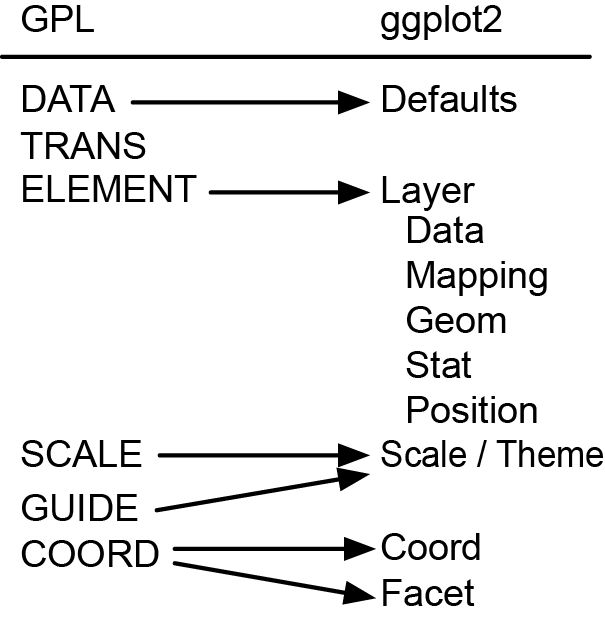 GPL ggplot2
DATA Defaults
TRANS
ELEMENT Layer
Data
Mapping
Geom
Stat
Position
SCALE Scale / Theme
GUIDE
COORD Coord
Facet